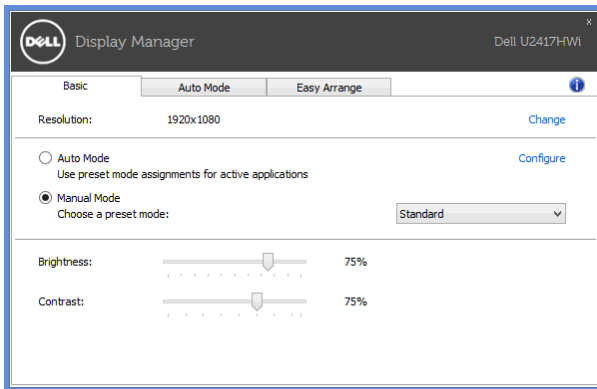 DELL Display Manager Dell U2417HWi
Basic Auto Mode Easy Arrange
Resolution: 1920x1080 Change
Auto Mode Configure
Use preset mode assignments for active applications
Manual Mode
Choose a preset mode: Standard
Brightness: 75%
Contrast: 75%